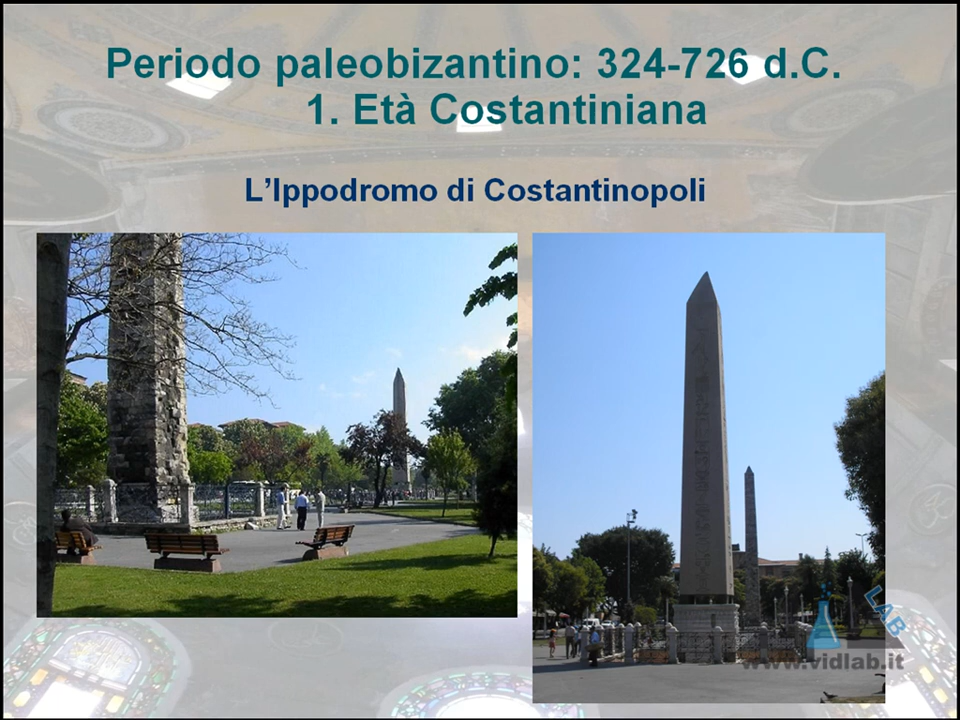 Periodo paleobizantino: 324-726 d.C.
1. Età Costantiniana
L’Ippodromo di Costantinopoli
LAB
www.vidlab.it